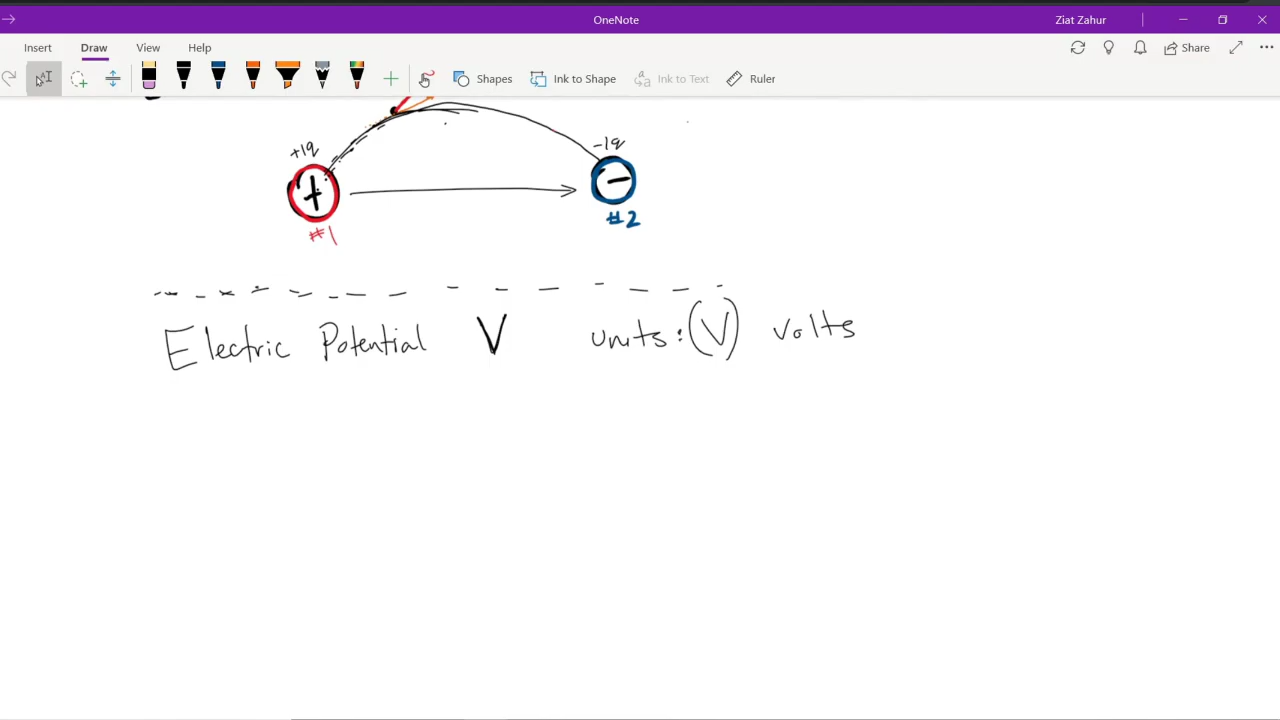 OneNote
Ziat Zahur
Insert Draw View Help
Share
Shapes Ink to Shape Ink to Text Ruler
+1q
-1q
+
−
#1
#2
Electric Potential V units: (V) volts